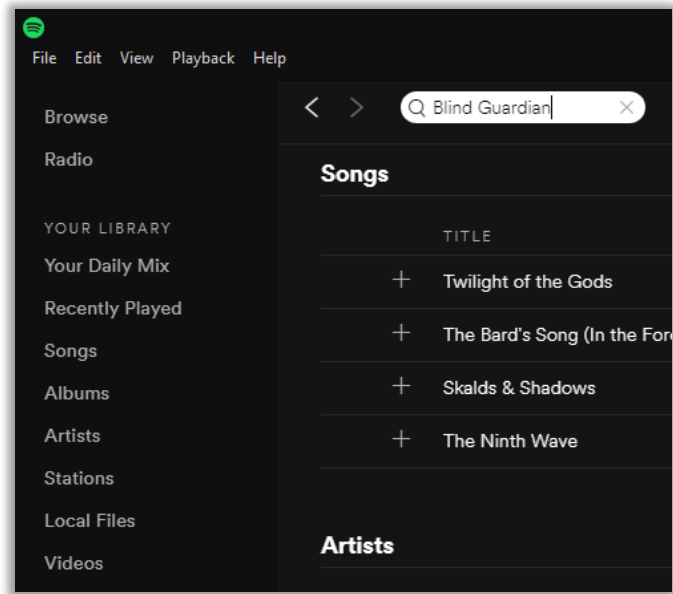 File Edit View Playback Help
Browse
Radio
YOUR LIBRARY
Your Daily Mix
Recently Played
Songs
Albums
Artists
Stations
Local Files
Videos
Blind Guardian
Songs
TITLE
Twilight of the Gods
The Bard's Song (In the
Skalds & Shadows
The Ninth Wave
Artists